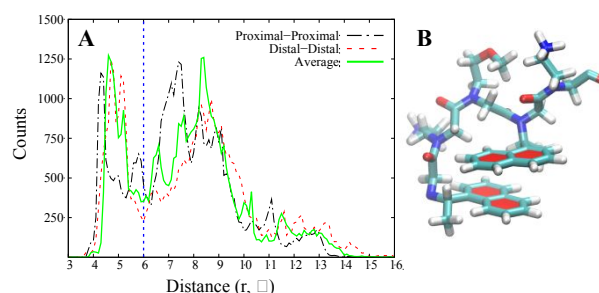 A
B
Proximal−Proximal
Distal−Distal
Average
1500
1250
1000
750
500
250
Counts
3 4 5 6 7 8 9 10 11 12 13 14 15 16
Distance (r, □)